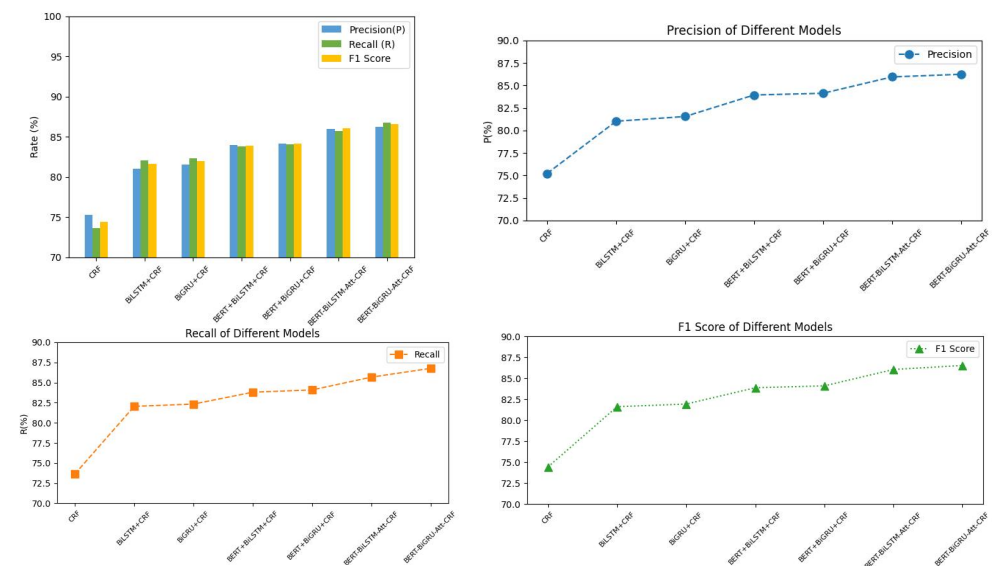 100
95
90
85
80
75
70
Rate (%)
Precision(P)
Recall (R)
F1 Score
CRF
BiLSTM+CRF
BiGRU+CRF
BERT+BiLSTM+CRF
BERT+BiGRU+CRF
BERT-BiLSTM-Att-CRF
BERT-BiGRU-Att-CRF
Precision of Different Models
90.0
87.5
85.0
82.5
80.0
77.5
75.0
72.5
70.0
P(%)
Precision
CRF
BiLSTM+CRF
BiGRU+CRF
BERT+BiLSTM+CRF
BERT+BiGRU+CRF
BERT-BiLSTM-Att-CRF
BERT-BiGRU-Att-CRF
Recall of Different Models
90.0
87.5
85.0
82.5
80.0
77.5
75.0
72.5
70.0
R(%)
Recall
CRF
BiLSTM+CRF
BiGRU+CRF
BERT+BiLSTM+CRF
BERT+BiGRU+CRF
BERT-BiLSTM-Att-CRF
BERT-BiGRU-Att-CRF
F1 Score of Different Models
90.0
87.5
85.0
82.5
80.0
77.5
75.0
72.5
70.0
F1 Score
CRF
BiLSTM+CRF
BiGRU+CRF
BERT+BiLSTM+CRF
BERT+BiGRU+CRF
BERT-BiLSTM-Att-CRF
BERT-BiGRU-Att-CRF